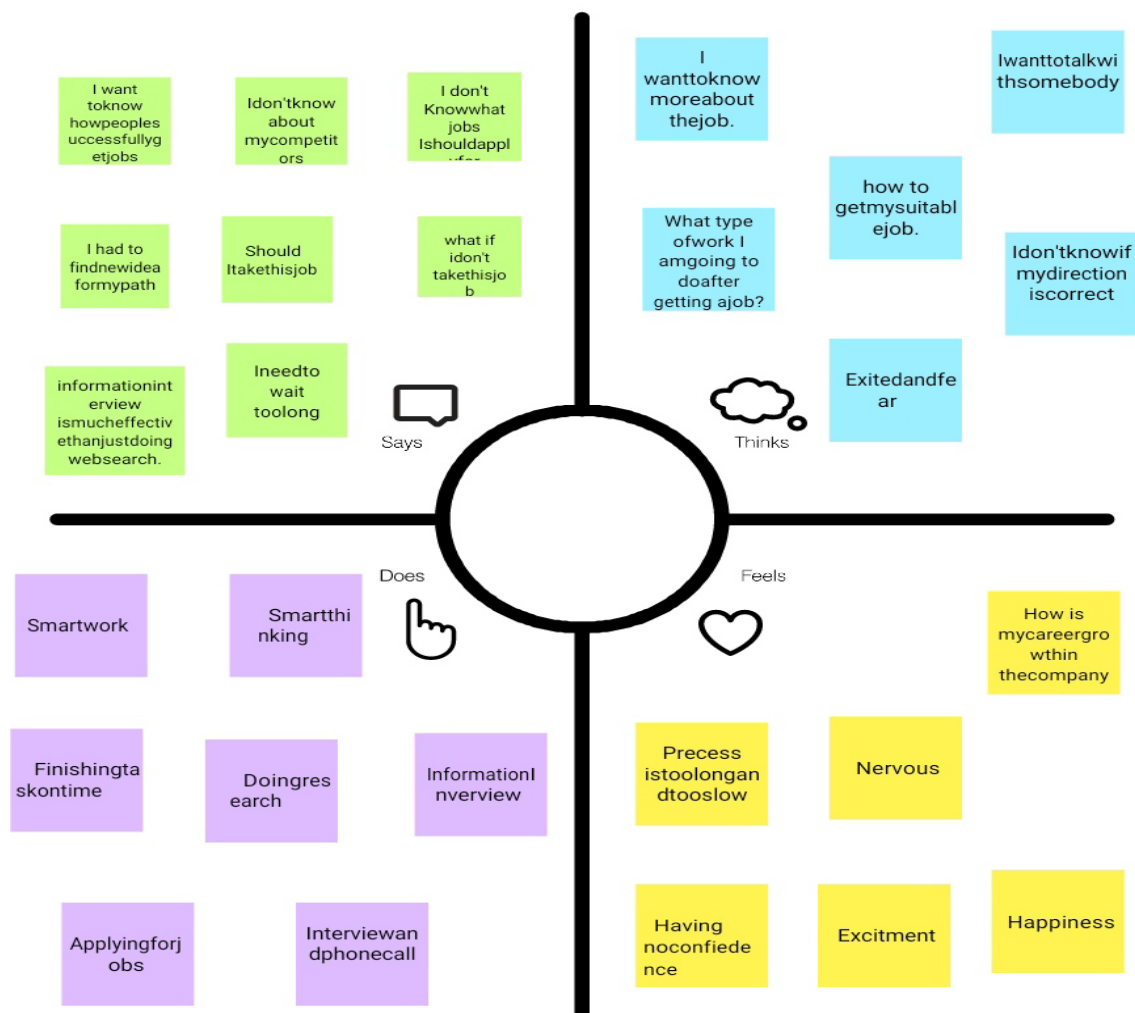 I want
toknow
howpeoples
uccessfullyg
etjobs
Idon'tknow
about
mycompetit
ors
I don't
Knowwhat
jobs
Ishouldappl
I had to
findnewidea
formypath
Should
Itakethisjob
what if
idon't
takethisjo
b
informationint
erview
ismucheffectiv
ethanjustdoing
websearch.
Ineedto
wait
toolong
Says
I
wanttoknow
moreabout
thejob.
Iwanttotalkwi
thsomebody
how to
getmysuitabl
ejob.
What type
ofwork I
amgoing to
doafter
getting ajob?
Idon'tknowif
mydirection
iscorrect
Exitedandfe
ar
Thinks
Does
Smartwork
Smartthi
nking
Finishingta
skontime
Doingres
earch
InformationI
nverview
Applyingforj
obs
Interviewan
dphonecall
Feels
How is
mycareergro
wthin
thecompany
Precess
istoolongan
dtooslow
Nervous
Having
noconfiede
nce
Excitment
Happiness